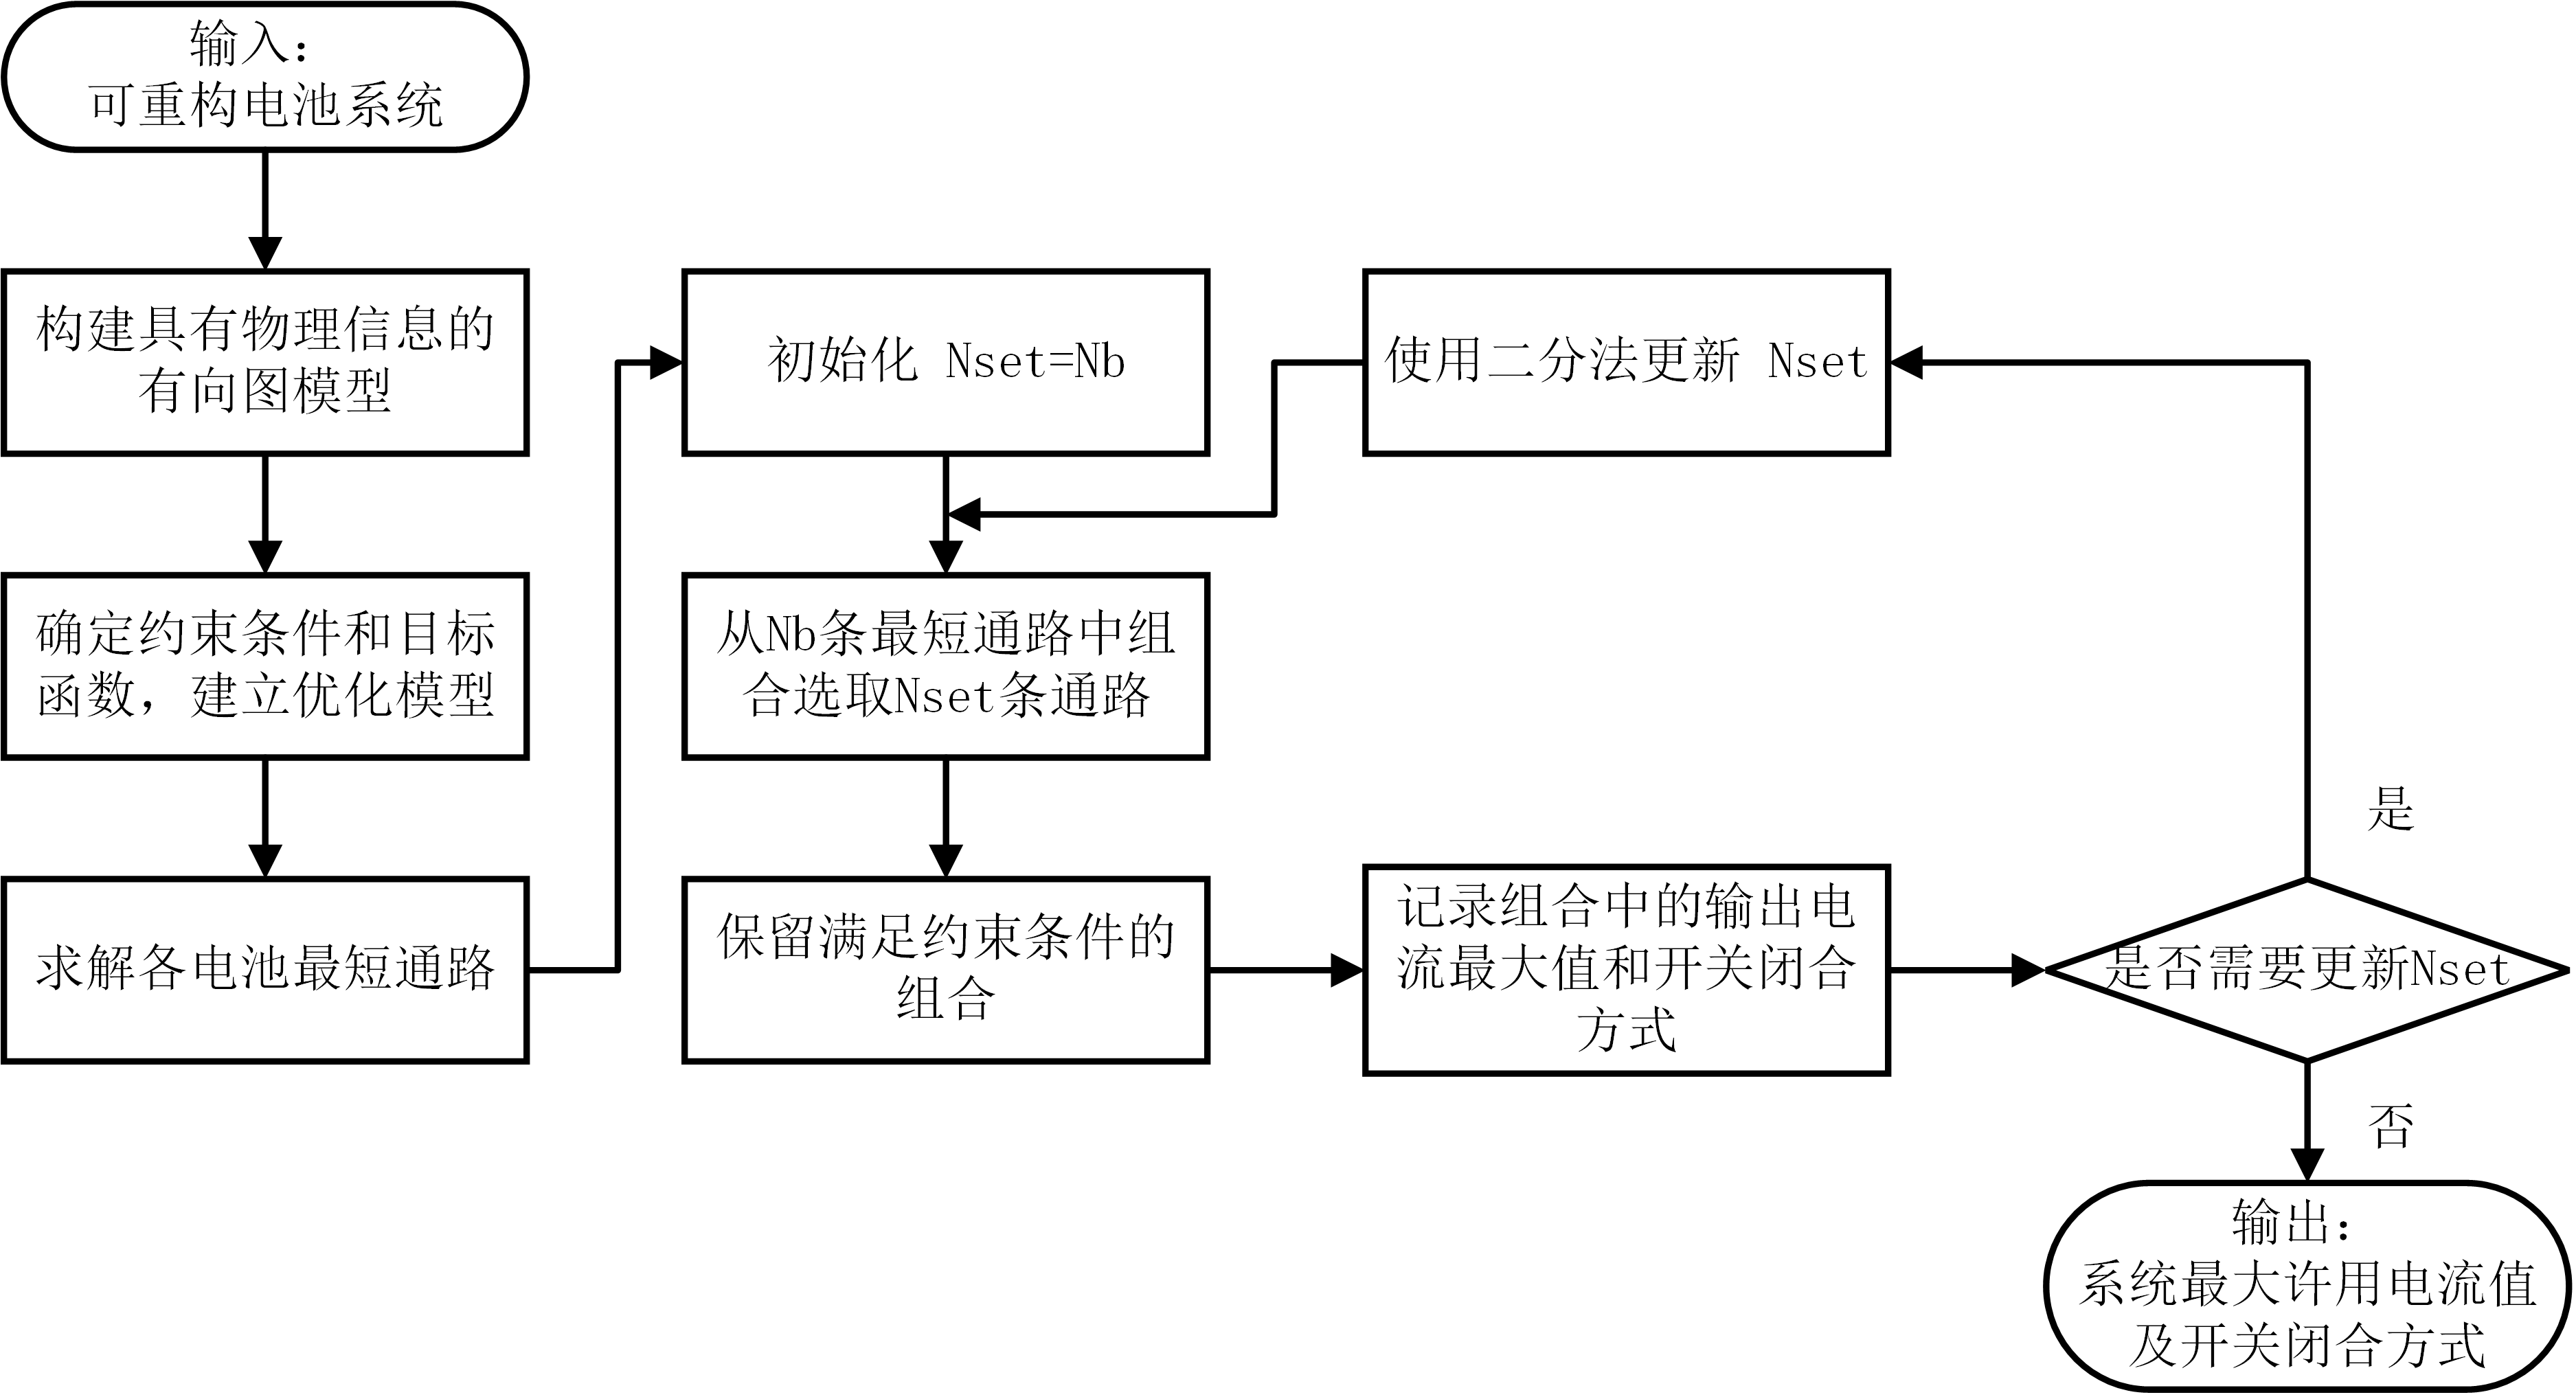 输入：
可重构电池系统
构建具有物理信息的
有向图模型
确定约束条件和目标
函数，建立优化模型
求解各电池最短通路
初始化 Nset=Nb
从Nb条最短通路中组
合选取Nset条通路
保留满足约束条件的
组合
使用二分法更新 Nset
记录组合中的输出电
流最大值和开关闭合
方式
是否需要更新Nset
是
否
输出：
系统最大许用电流值
及开关闭合方式